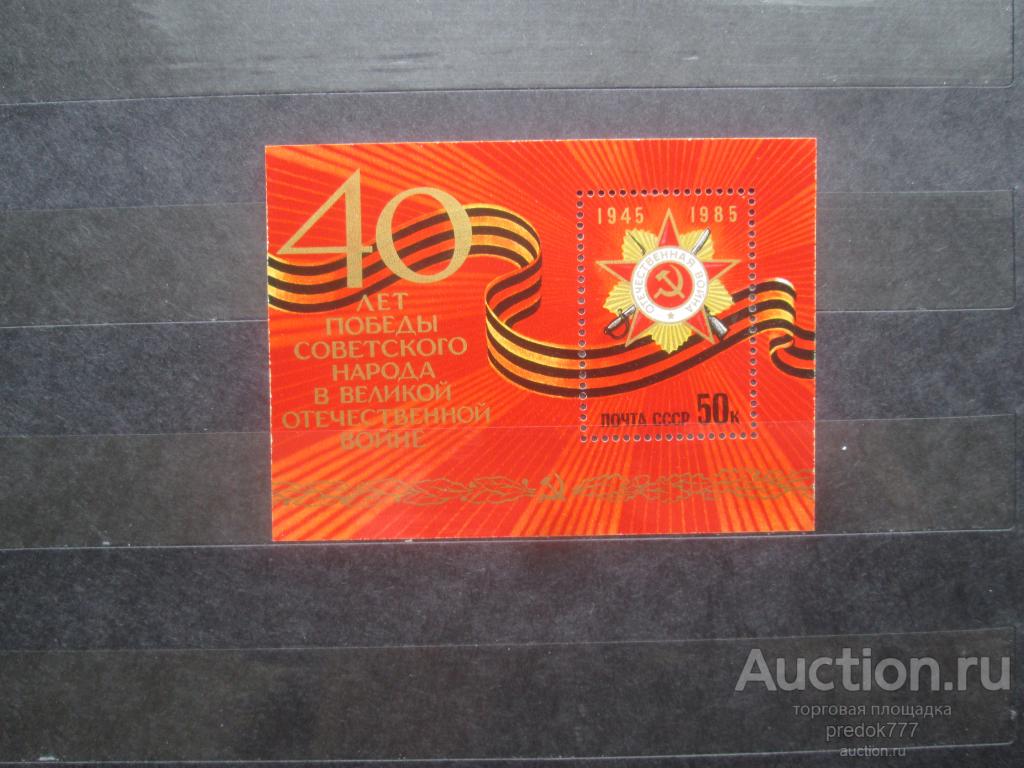 40
ЛЕТ
ПОБЕДЫ
СОВЕТСКОГО
НАРОДА
В ВЕЛИКОЙ
ОТЕЧЕСТВЕННОЙ
ВОЙНЕ
1945 1985
ОТЕЧЕСТВЕННАЯ ВОЙНА
ПОЧТА СССР 50к
Auction.ru
торговая площадка
predok777
auction.ru